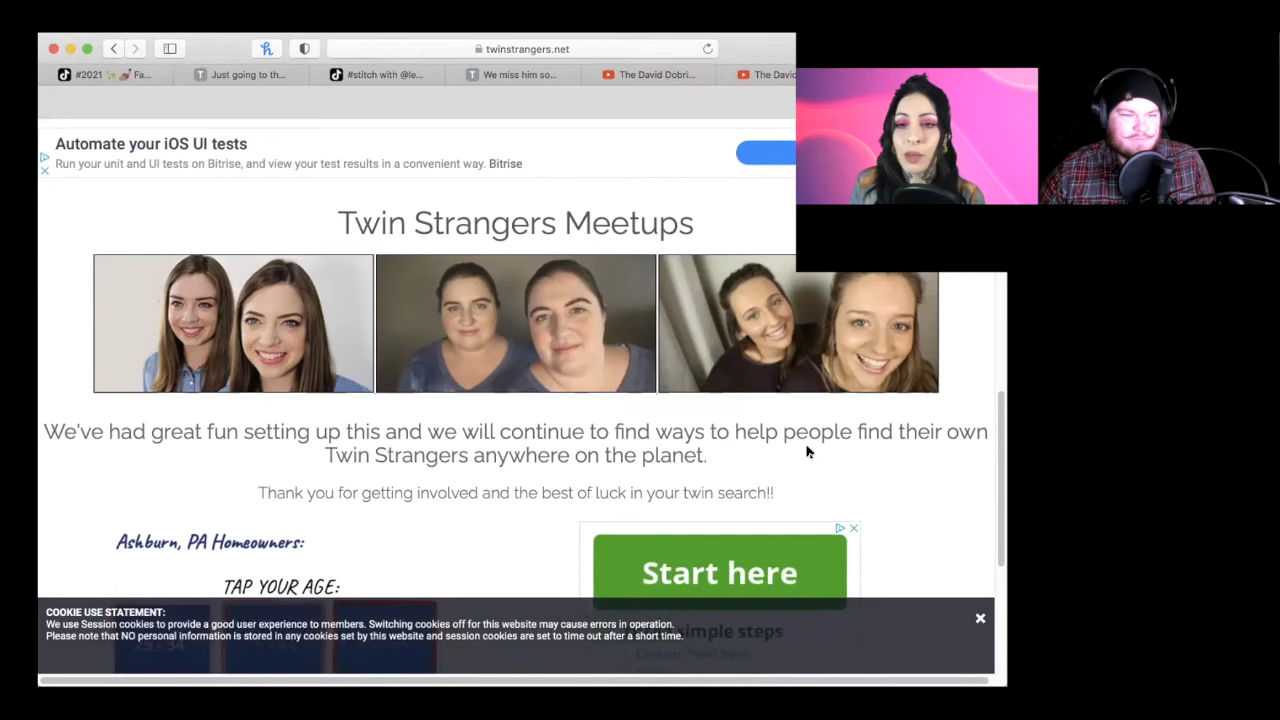 twinstrangers.net
#2021 ✨🚀 Fa...
Just going to th...
#stitch with @le...
We miss him so...
The David Dobri...
The Davi
Automate your iOS UI tests
Run your unit and UI tests on Bitrise, and view your test results in a convenient way. Bitrise
Twin Strangers Meetups
We've had great fun setting up this and we will continue to find ways to help people find their own
Twin Strangers anywhere on the planet.
Thank you for getting involved and the best of luck in your twin search!!
Ashburn, PA Homeowners:
TAP YOUR AGE:
Start here
simple steps
COOKIE USE STATEMENT:
We use Session cookies to provide a good user experience to members. Switching cookies off for this website may cause errors in operation.
Please note that NO personal information is stored in any cookies set by this website and session cookies are set to time out after a short time.